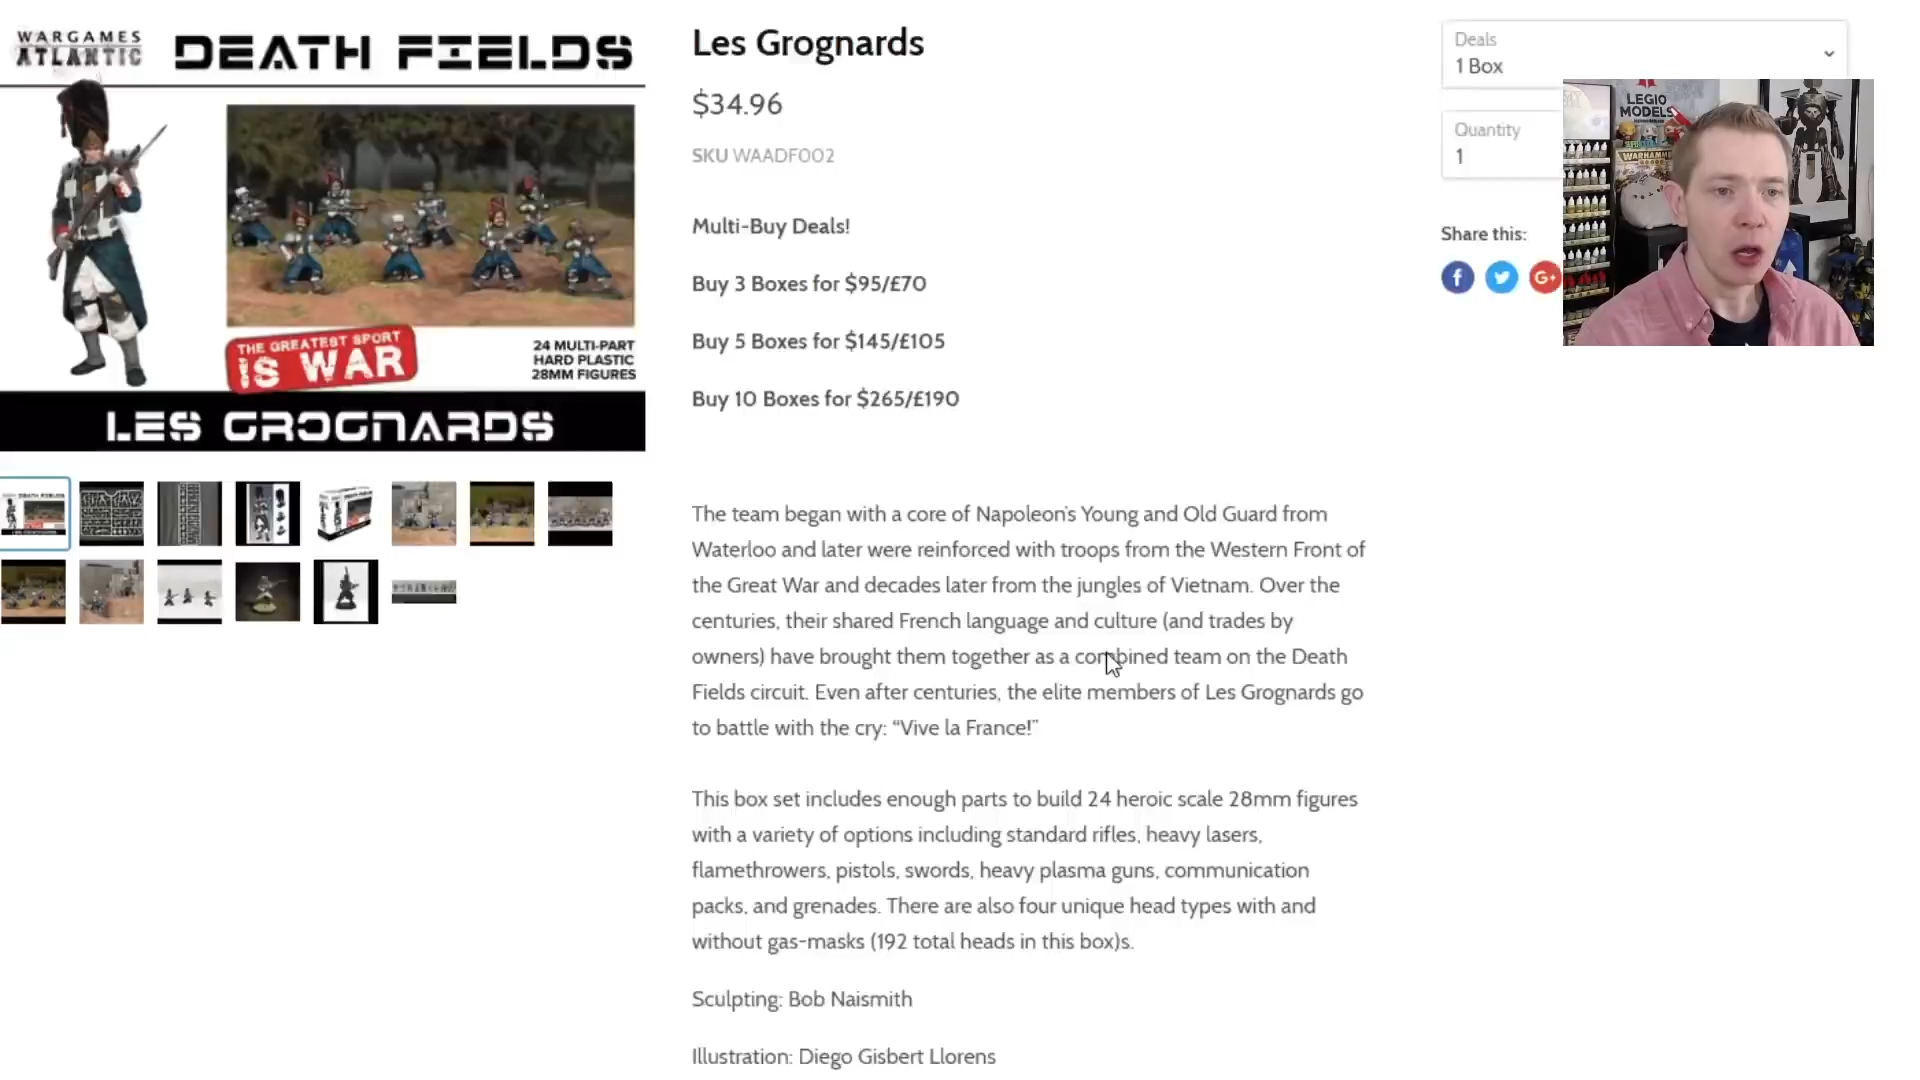 WARGAMES
ATLANTIC
DEATH FIELDS
THE GREATEST SPORT
IS WAR
24 MULTI-PART
HARD PLASTIC
28MM FIGURES
LES GROGNARDS
Les Grognards
$34.96
SKU WAADF002
Multi-Buy Deals!
Buy 3 Boxes for $95/£70
Buy 5 Boxes for $145/£105
Buy 10 Boxes for $265/£190
The team began with a core of Napoleon's Young and Old Guard from
Waterloo and later were reinforced with troops from the Western Front of
the Great War and decades later from the jungles of Vietnam. Over the
centuries, their shared French language and culture (and trades by
owners) have brought them together as a combined team on the Death
Fields circuit. Even after centuries, the elite members of Les Grognards go
to battle with the cry: “Vive la France!”
This box set includes enough parts to build 24 heroic scale 28mm figures
with a variety of options including standard rifles, heavy lasers,
flamethrowers, pistols, swords, heavy plasma guns, communication
packs, and grenades. There are also four unique head types with and
without gas-masks (192 total heads in this box)s.
Sculpting: Bob Naismith
Illustration: Diego Gisbert Llorens
Deals
1 Box
Quantity
1
Share this:
G+
LEGIO
MODELS
WARHAMMER